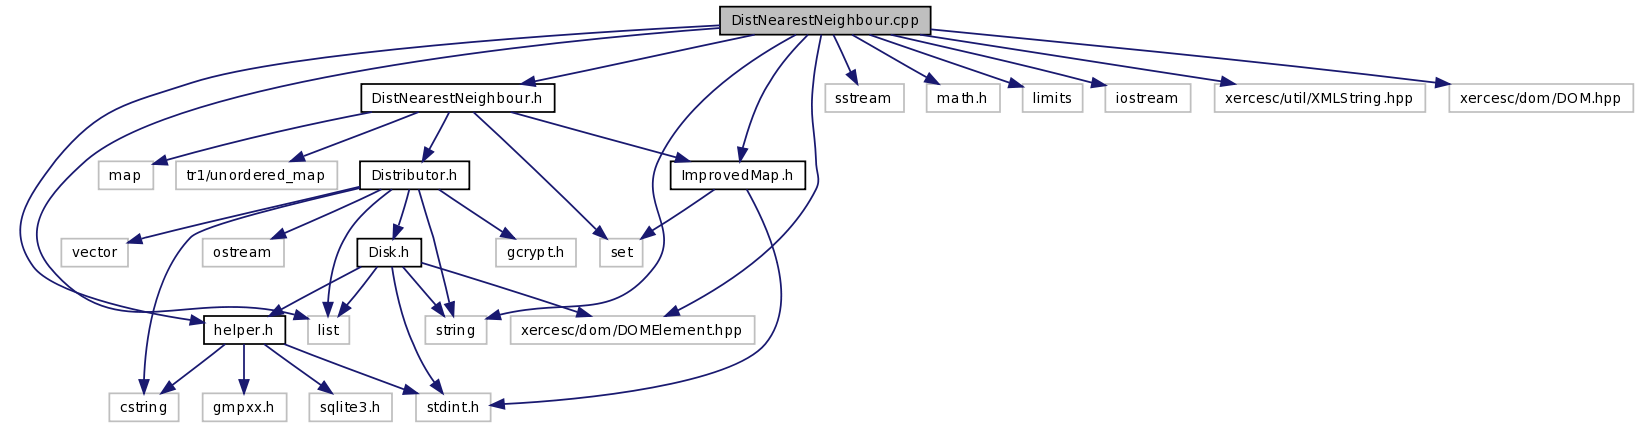 DistNearestNeighbour.cpp
DistNearestNeighbour.h
sstream
math.h
limits
iostream
xercesc/util/XMLString.hpp
xercesc/dom/DOM.hpp
map
tr1/unordered_map
Distributor.h
ImprovedMap.h
vector
ostream
Disk.h
gcrypt.h
set
helper.h
list
string
xercesc/dom/DOMElement.hpp
cstring
gmpxx.h
sqlite3.h
stdint.h